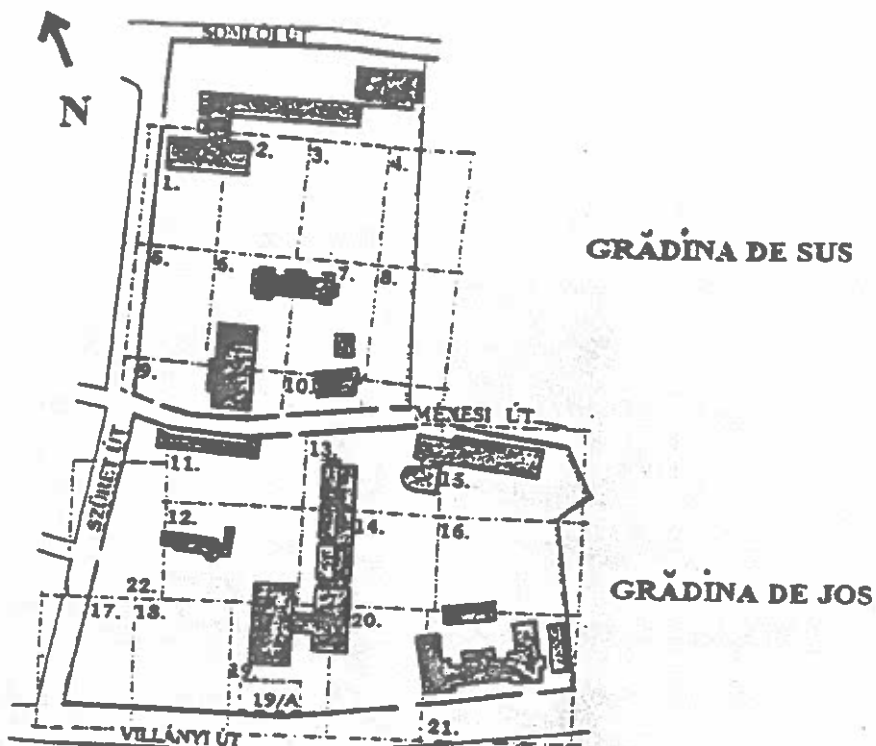 SOMLÓI ÚT
N
1.
2.
3.
4.
GRĂDINA DE SUS
5.
6.
7.
8.
9.
10.
MÉNESI ÚT
SZÜRET ÚT
11.
13.
15.
12.
14.
16.
GRĂDINA DE JOS
22.
17.
18.
20.
19.
19/A
21.
VILLÁNYI ÚT